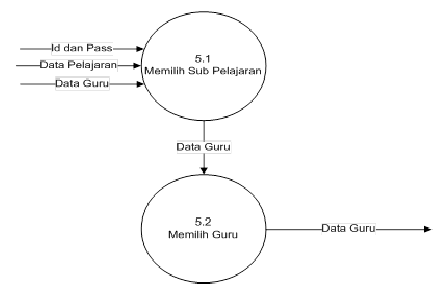 Id dan Pass
Data Pelajaran
Data Guru
5.1
Memilih Sub Pelajaran
Data Guru
5.2
Memilih Guru
Data Guru